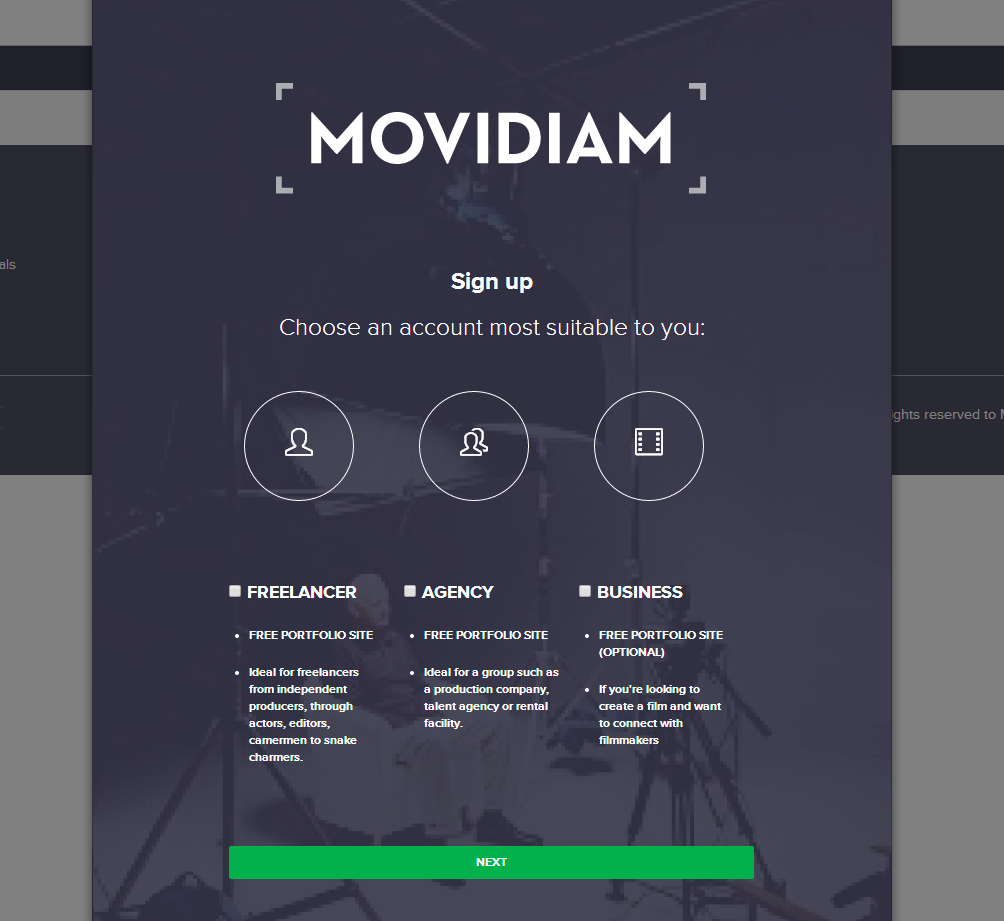 MOVIDIAM
als
Sign up
Choose an account most suitable to you:
ghts reserved to
FREELANCER
AGENCY
BUSINESS
FREE PORTFOLIO SITE
Ideal for freelancers
from independent
producers, through
actors, editors,
camermen to snake
charmers.
FREE PORTFOLIO SITE
Ideal for a group such as
a production company,
talent agency or rental
facility.
FREE PORTFOLIO SITE
(OPTIONAL)
If you're looking to
create a film and want
to connect with
filmmakers
NEXT